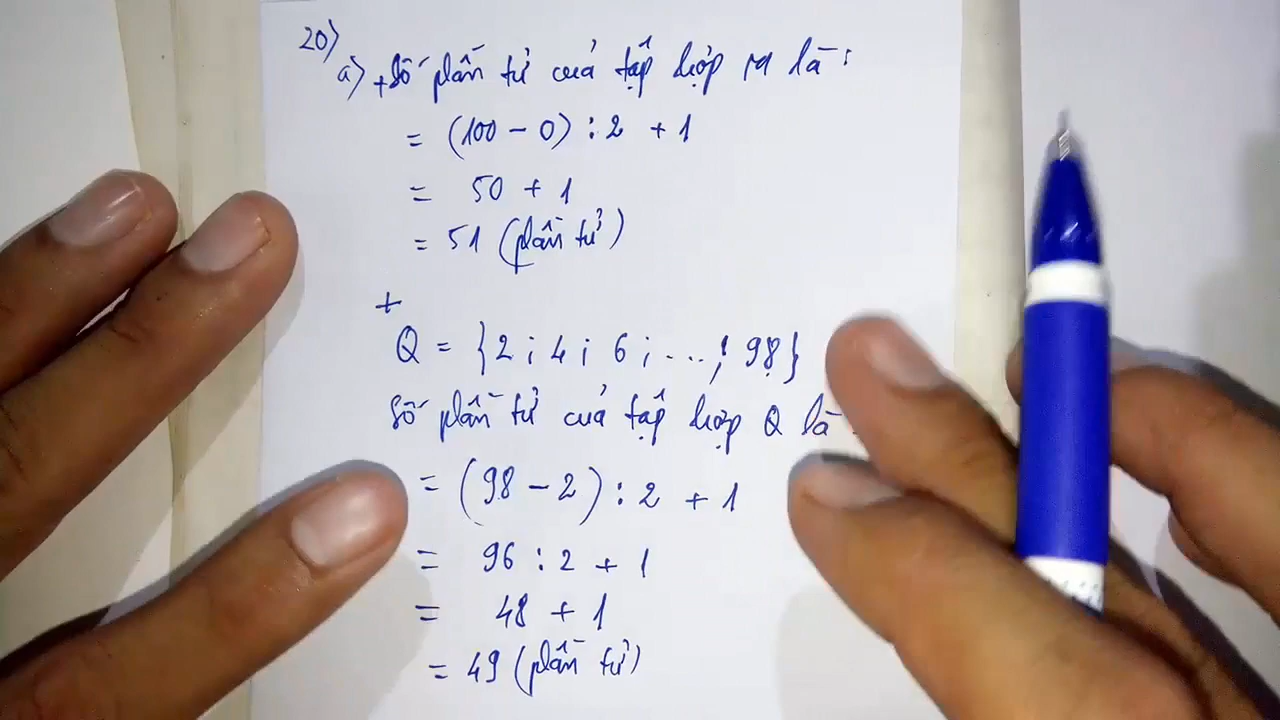 20)
a) + Số phần tử của tập hợp M là:
= (100 - 0) : 2 + 1
= 50 + 1
= 51 (phần tử)
+
Q = {2; 4; 6; ...; 98}
Số phần tử của tập hợp Q là:
= (98 - 2) : 2 + 1
= 96 : 2 + 1
= 48 + 1
= 49 (phần tử)